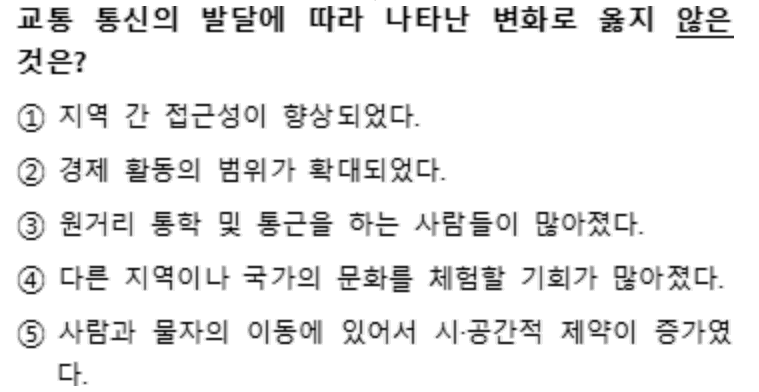 교통 통신의 발달에 따라 나타난 변화로 옳지 않은
것은?
① 지역 간 접근성이 향상되었다.
② 경제 활동의 범위가 확대되었다.
③ 원거리 통학 및 통근을 하는 사람들이 많아졌다.
④ 다른 지역이나 국가의 문화를 체험할 기회가 많아졌다.
⑤ 사람과 물자의 이동에 있어서 시·공간적 제약이 증가였
다.